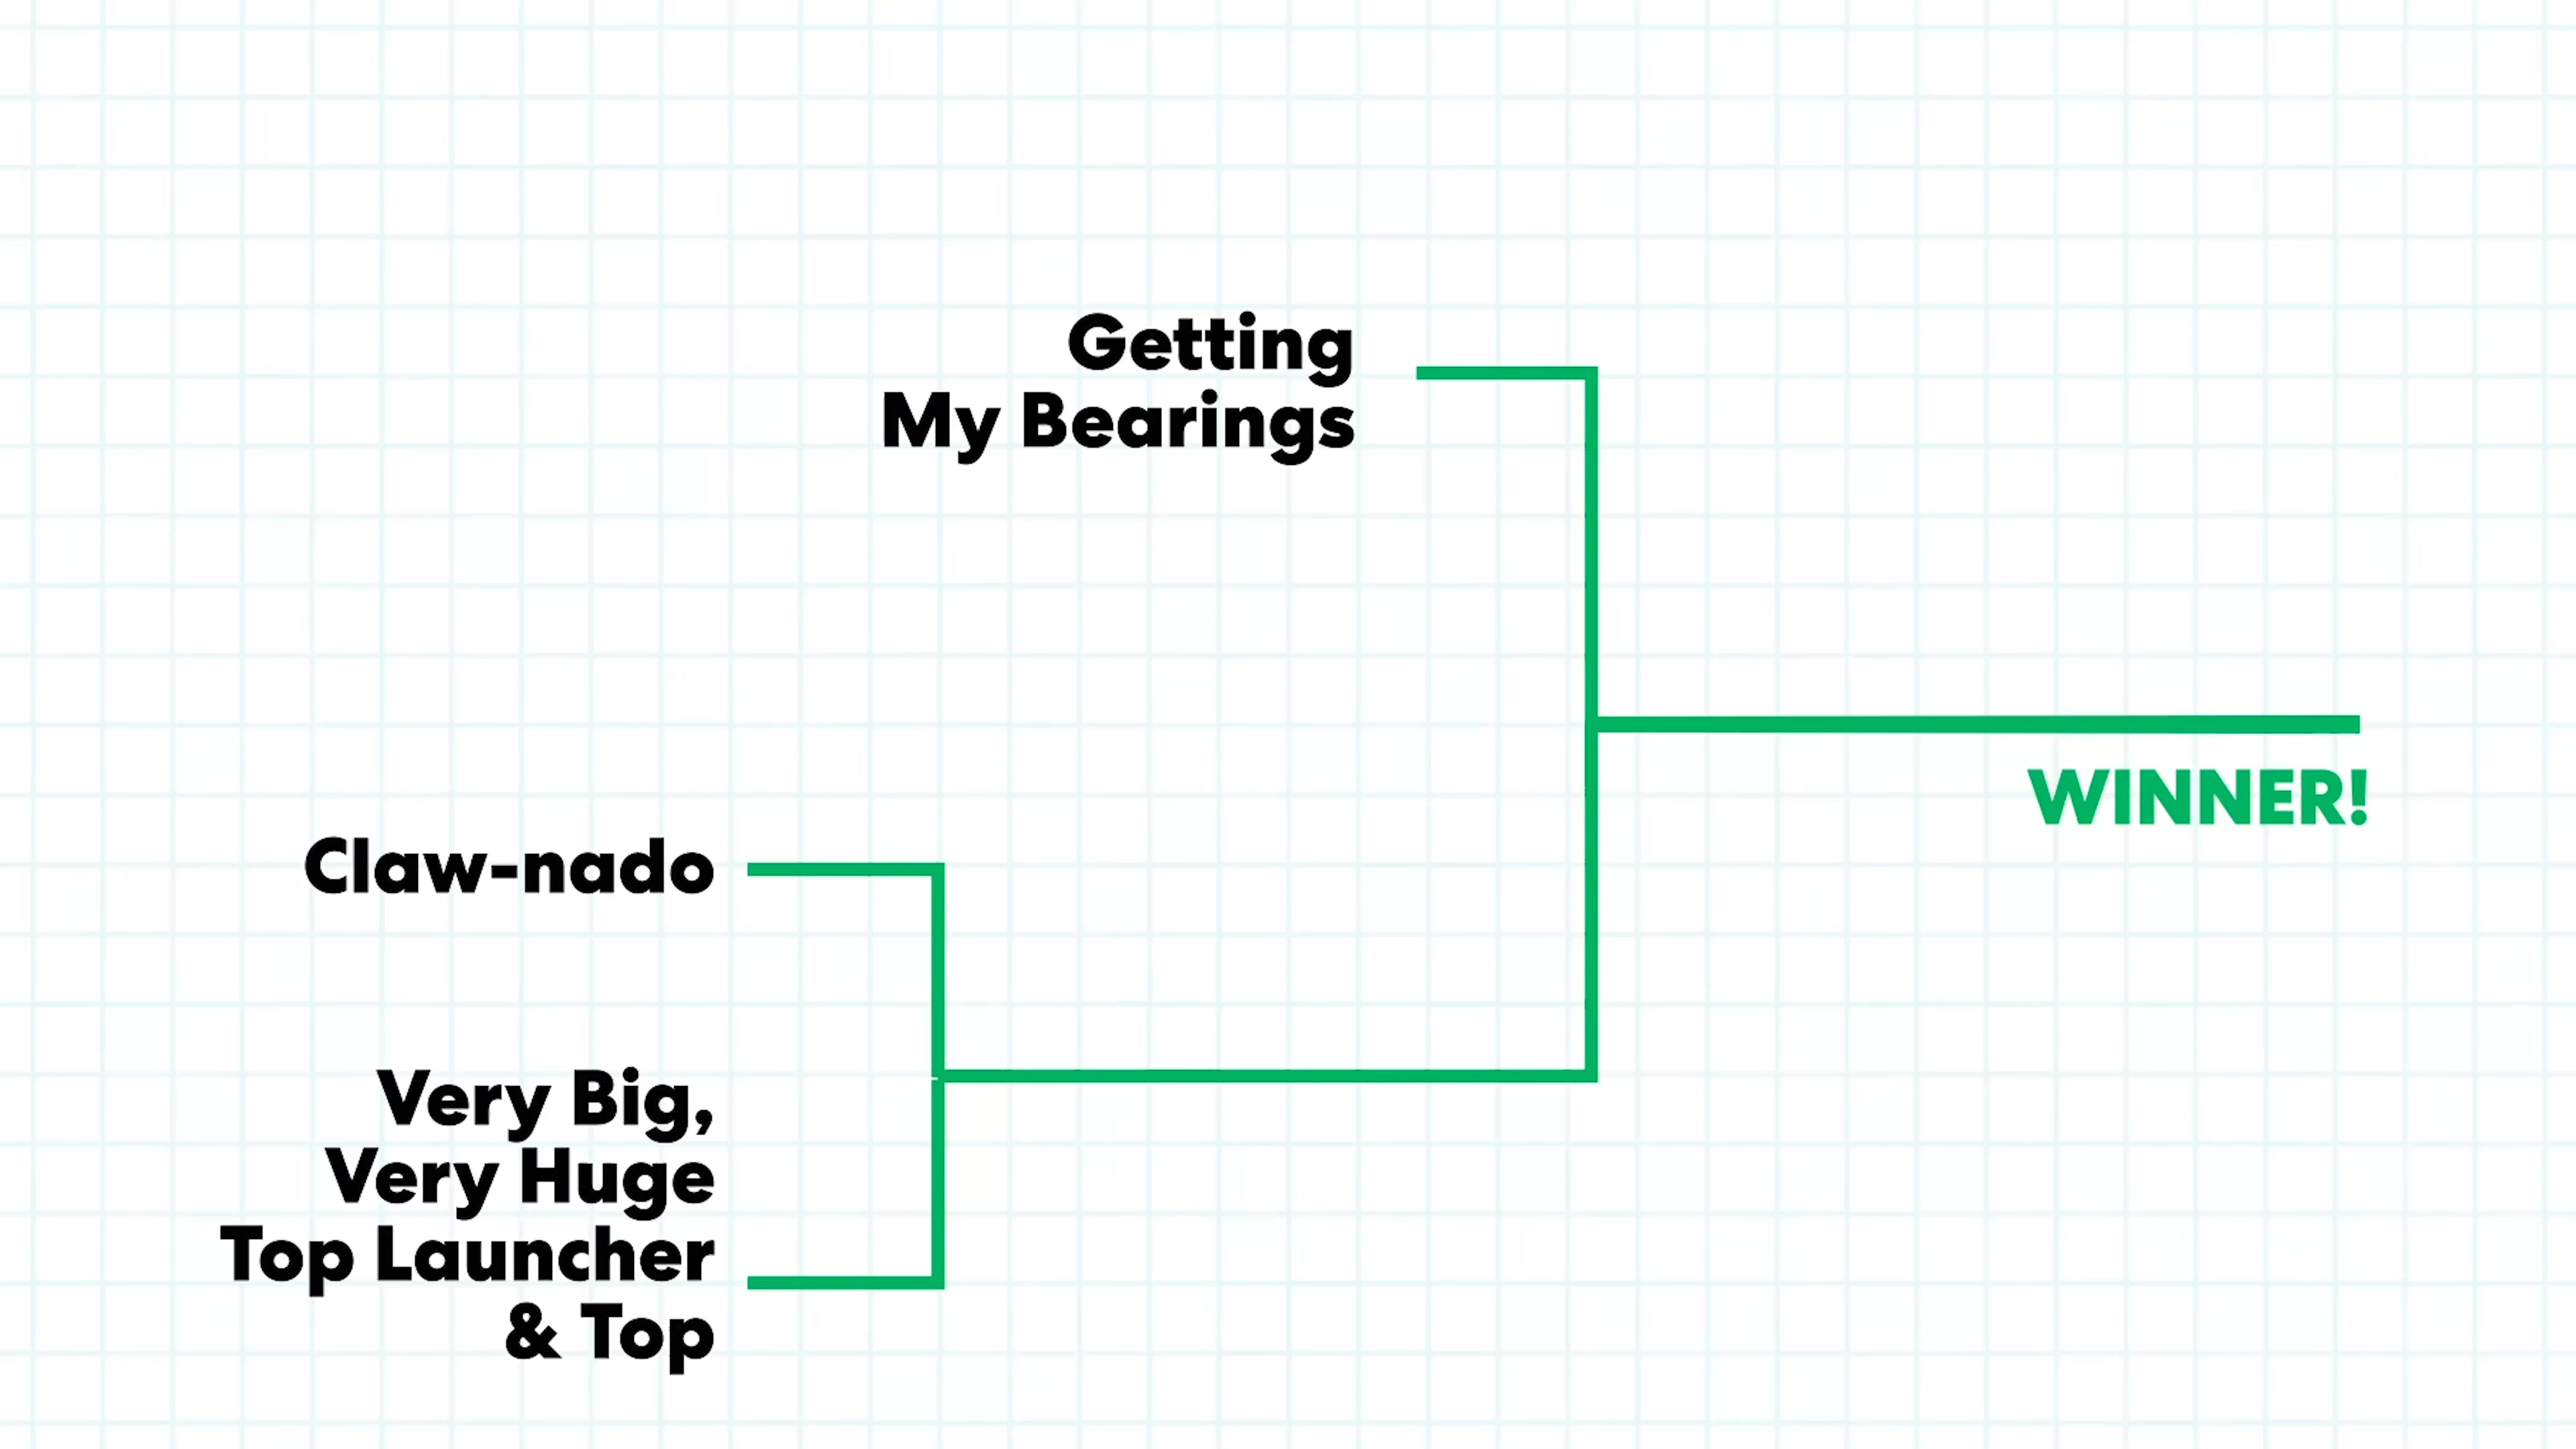 Getting
My Bearings
WINNER!
Claw-nado
Very Big,
Very Huge
Top Launcher
& Top